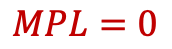 MPL = 0